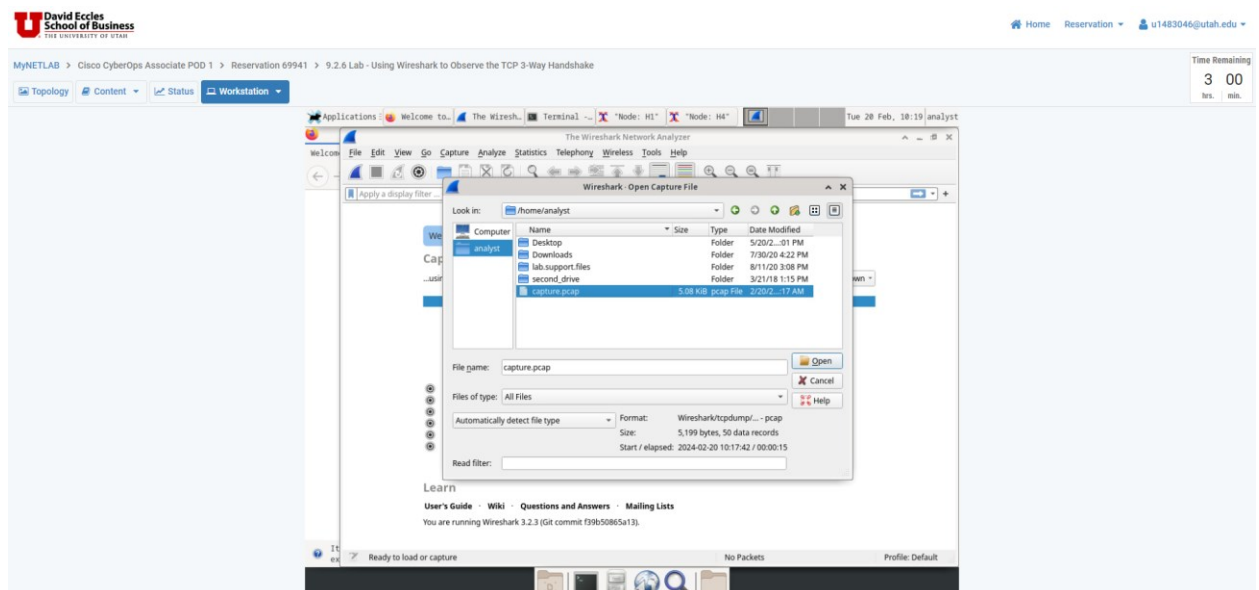 David Eccles
School of Business
THE UNIVERSITY OF UTAH
Home Reservation u1483046@utah.edu
MyNETLAB > Cisco CyberOps Associate POD 1 > Reservation 69941 > 9.2.6 Lab - Using Wireshark to Observe the TCP 3-Way Handshake
Time Remaining
3 00
hrs. min.
Topology Content Status Workstation
Applications Welcome to… The Wiresh… Terminal -… "Node: H1" "Node: H4" Tue 20 Feb, 10:19 analyst
The Wireshark Network Analyzer
Welcom File Edit View Go Capture Analyze Statistics Telephony Wireless Tools Help
Apply a display filter …
Wireshark · Open Capture File
Look in: /home/analyst
Computer
analyst
Name Size Type Date Modified
Desktop Folder 5/20/2…:01 PM
Downloads Folder 7/30/20 4:22 PM
lab.support.files Folder 8/11/20 3:08 PM
second_drive Folder 3/21/18 1:15 PM
capture.pcap 5.08 KiB pcap File 2/20/2…:17 AM
We
Cap
…usin
wn
File name: capture.pcap
Open
Cancel
Files of type: All Files
Help
Automatically detect file type
Format: Wireshark/tcpdump/... - pcap
Size: 5,199 bytes, 50 data records
Start / elapsed: 2024-02-20 10:17:42 / 00:00:15
Read filter:
Learn
User's Guide · Wiki · Questions and Answers · Mailing Lists
You are running Wireshark 3.2.3 (Git commit f39b50865a13).
It
ex
Ready to load or capture No Packets Profile: Default